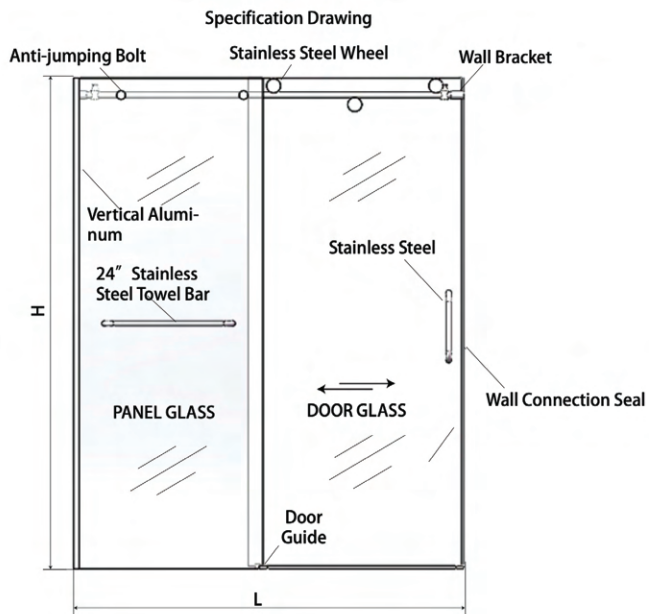 Specification Drawing
Anti-jumping Bolt
Stainless Steel Wheel
Wall Bracket
Vertical Alumi-
num
24" Stainless
Steel Towel Bar
Stainless Steel
H
PANEL GLASS
DOOR GLASS
Wall Connection Seal
Door
Guide
L